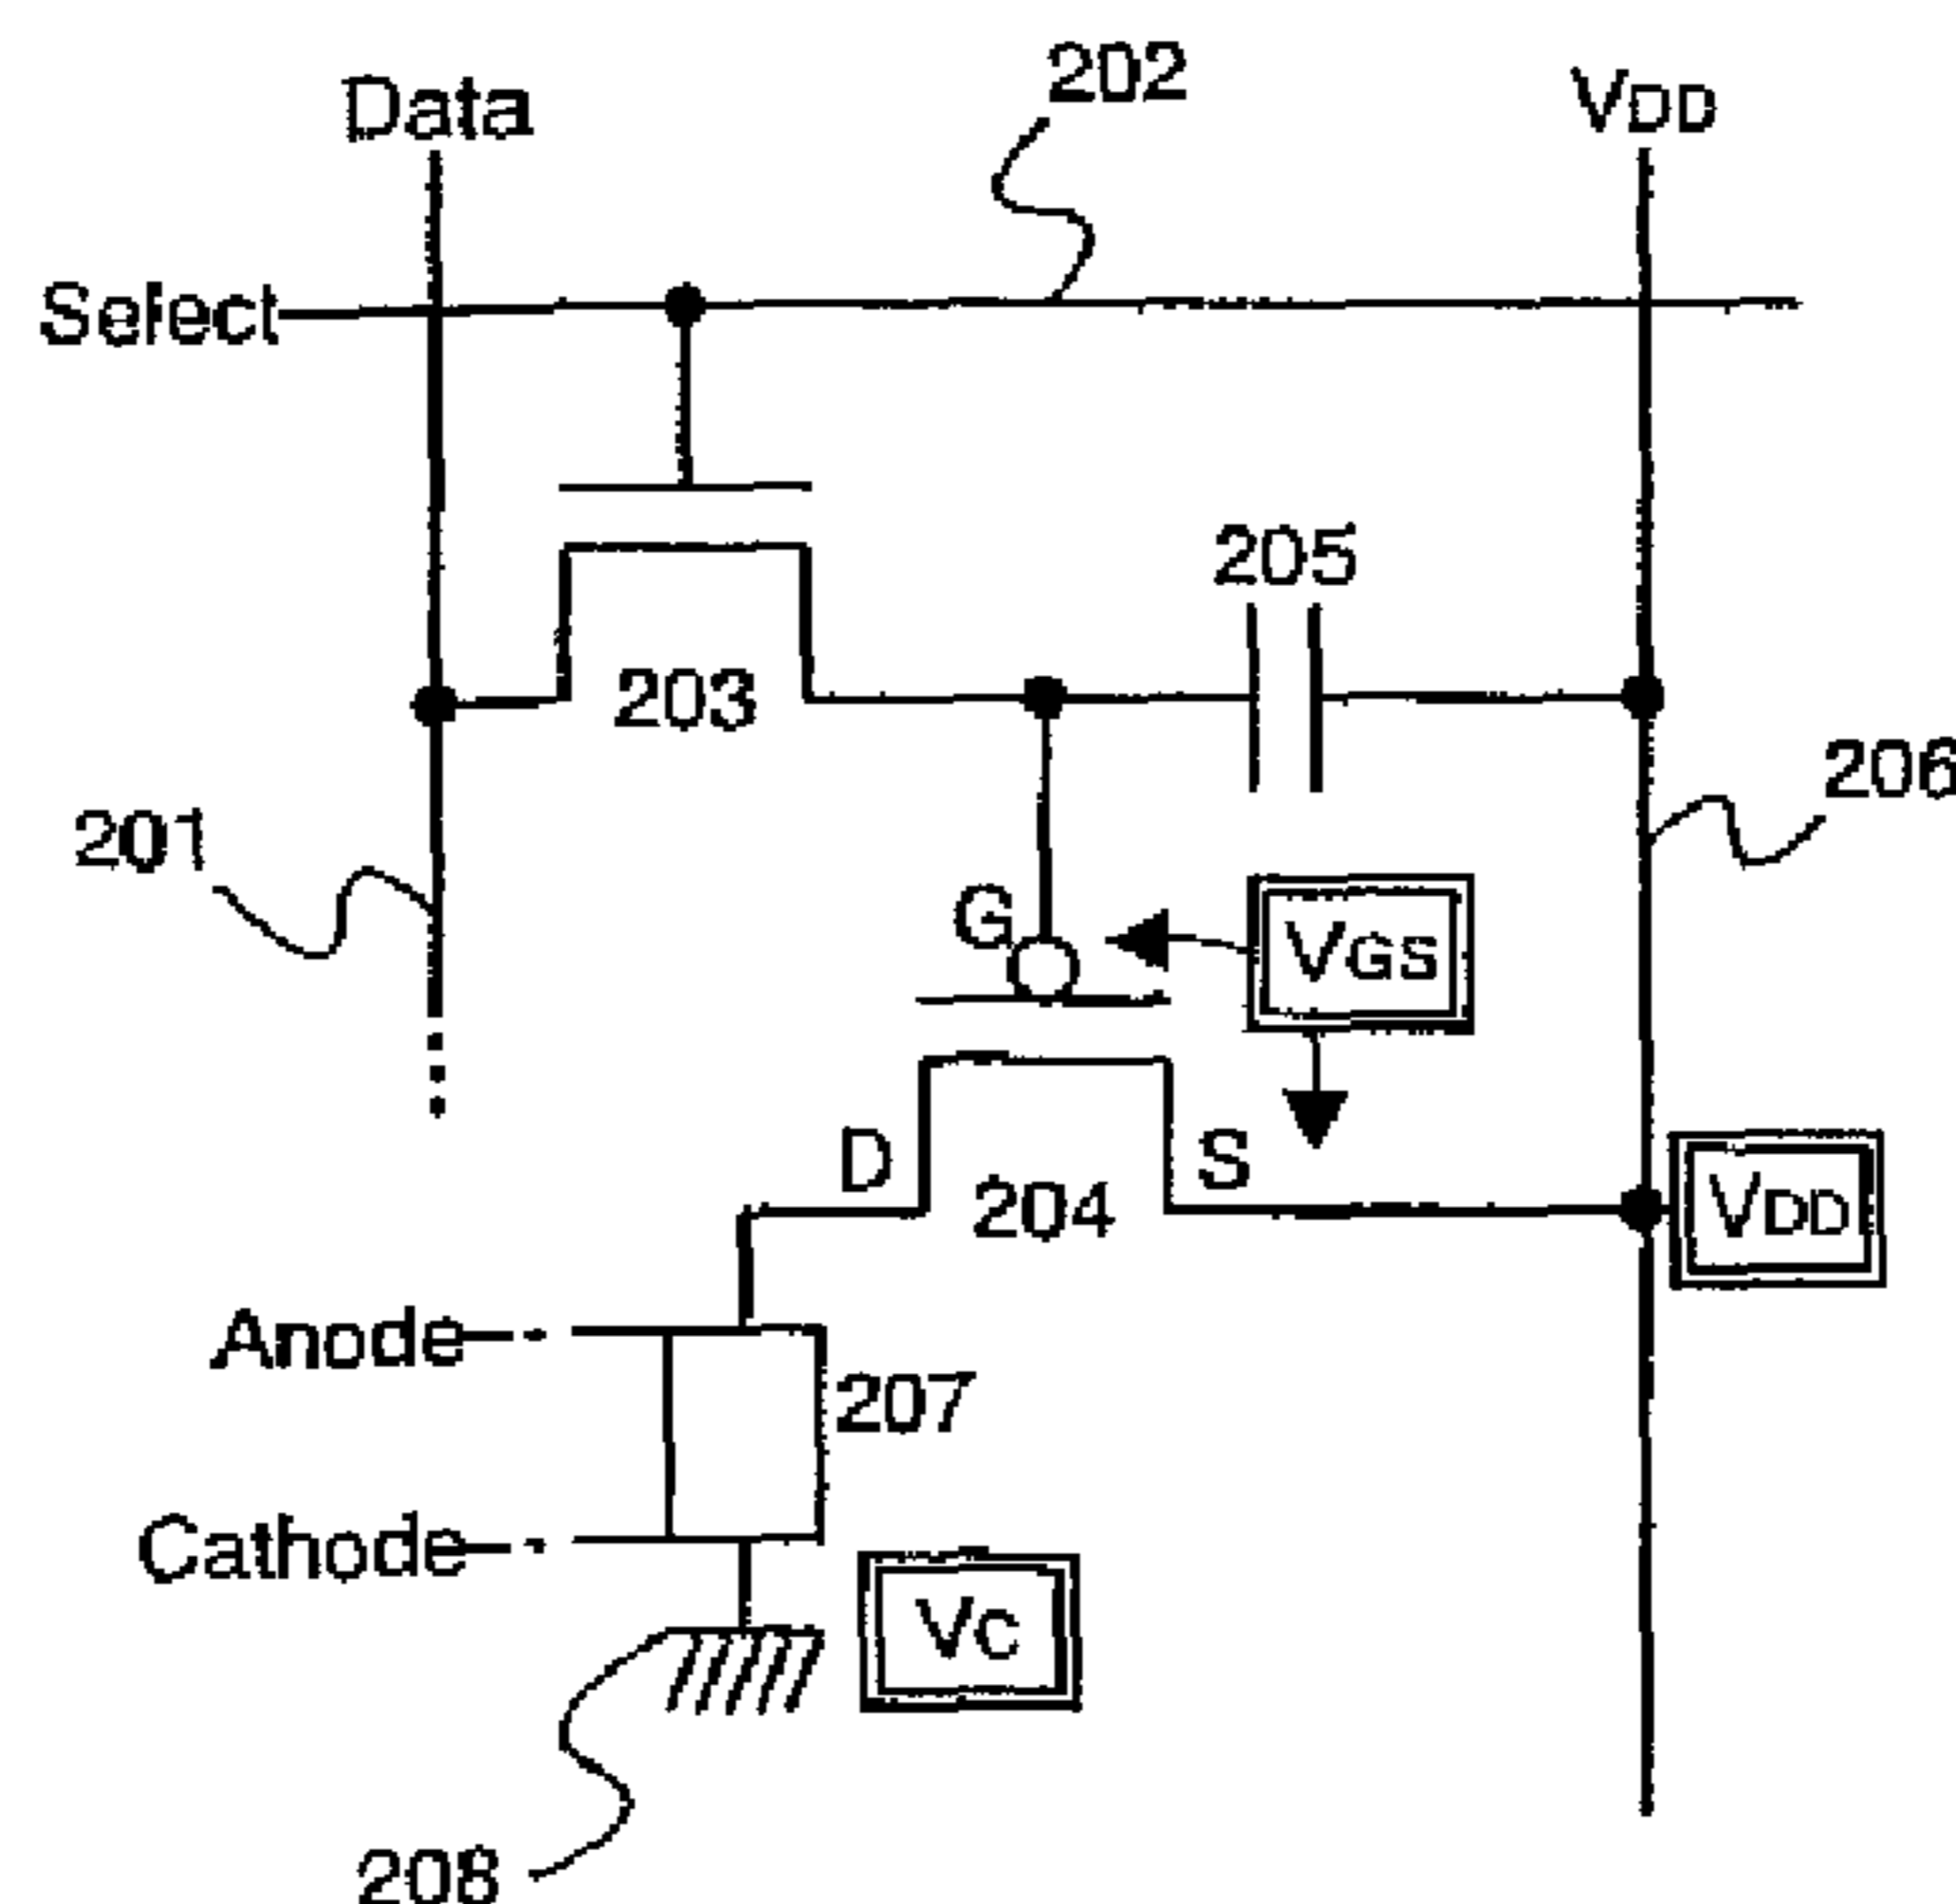 202
Data
VDD
Select
205
203
206
201
G
VGS
D
S
204
VDD
Anode
207
Cathode
VC
208